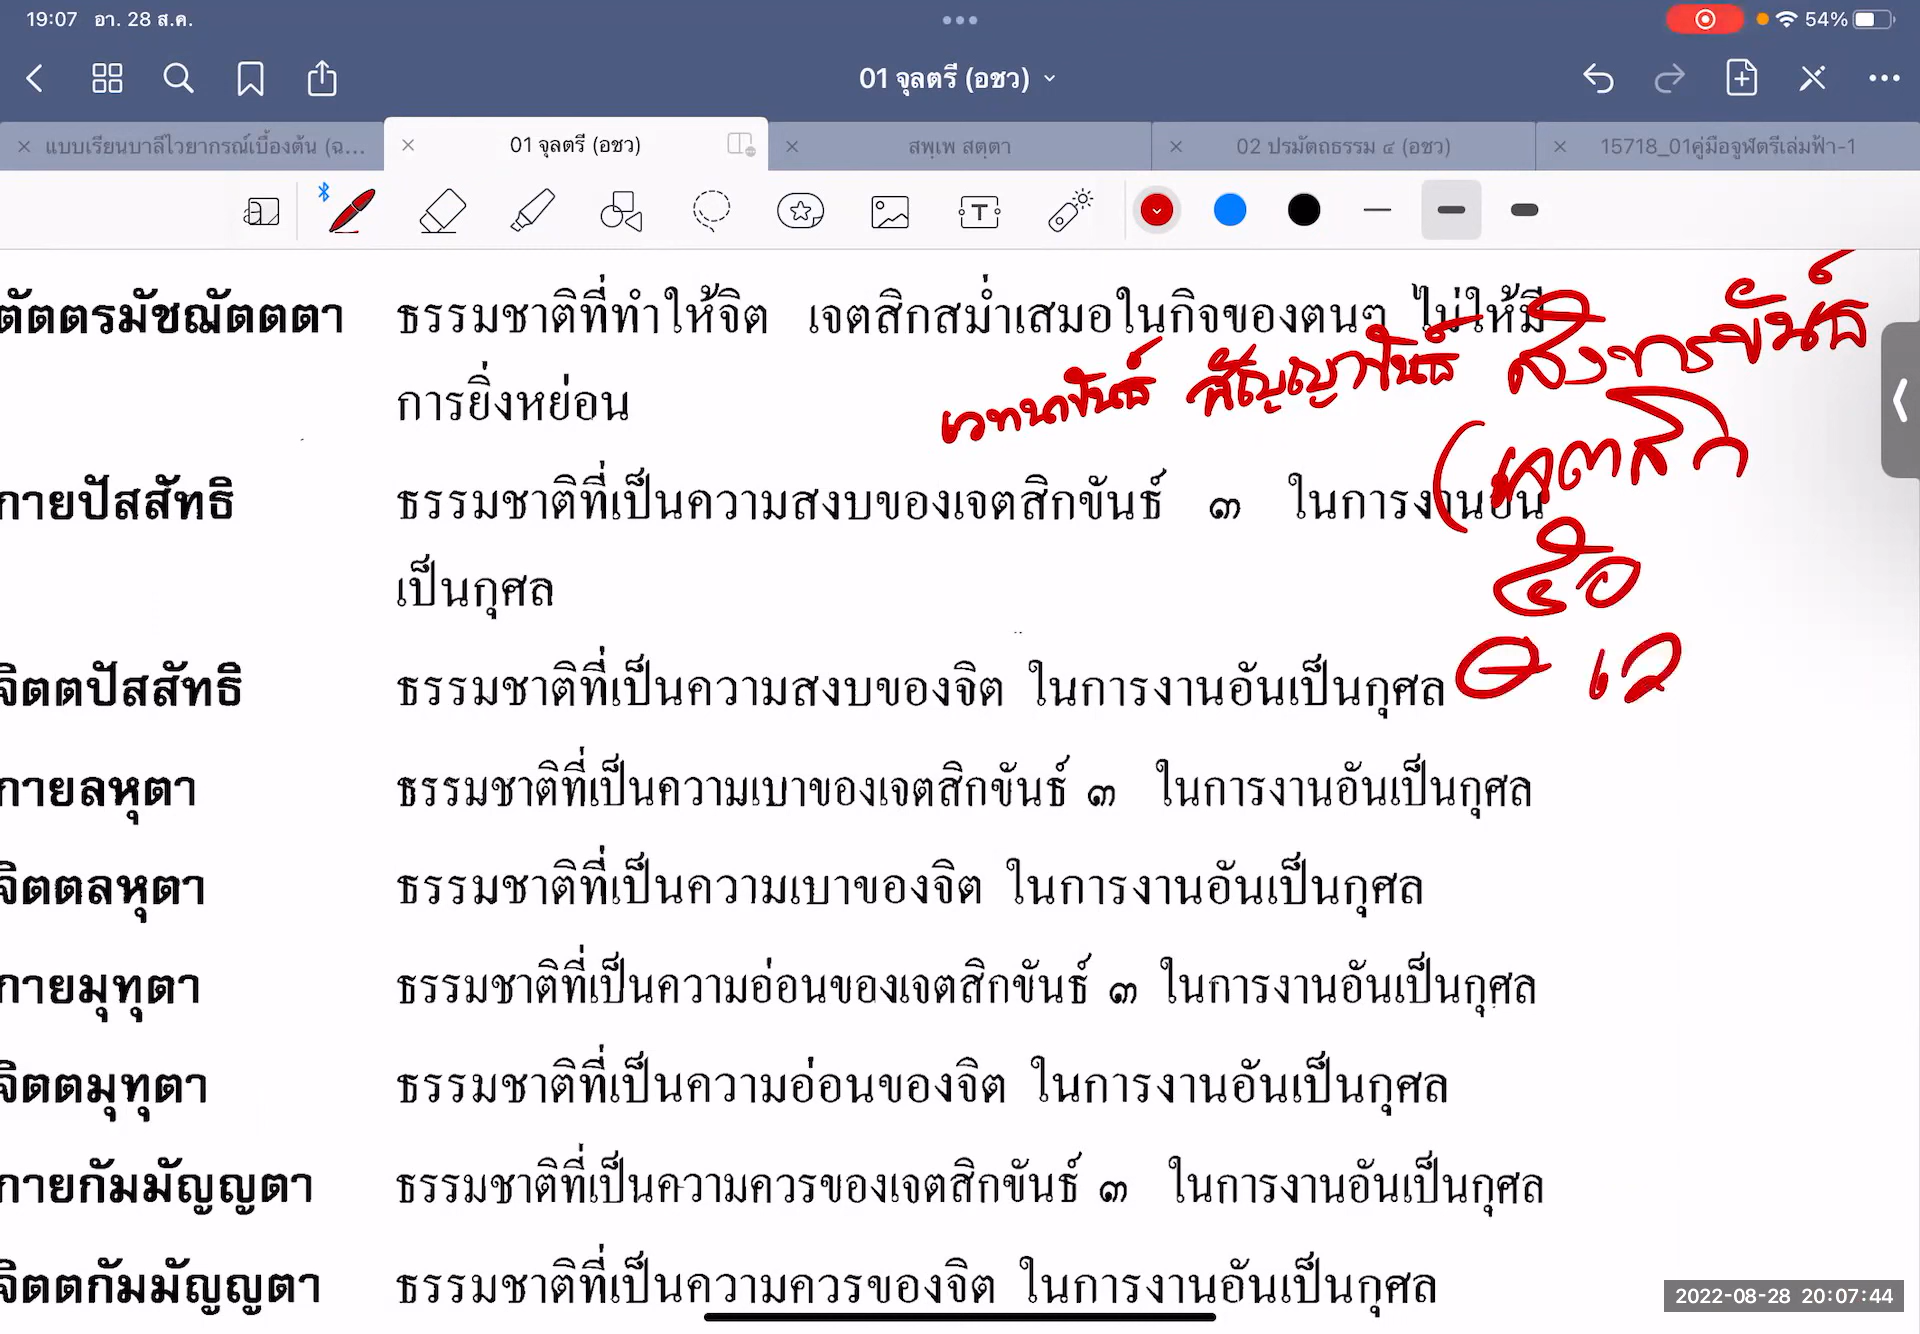 19:07 อา. 28 ส.ค.
54%
01 จุลตรี (อชว)
แบบเรียนบาลีไวยากรณ์เบื้องต้น (ฉ...
01 จุลตรี (อชว)
สพฺเพ สตฺตา
02 ปรมัตถธรรม ๔ (อชว)
15718_01คู่มือจูฬตรีเล่มฟ้า-1
ตัตตรมัชฌัตตตา ธรรมชาติที่ทำให้จิต เจตสิกสม่ำเสมอในกิจของตนๆ ไม่ให้มี
การยิ่งหย่อน
เวทนาขันธ์ สัญญาขันธ์ สังขารขันธ์
(เจตสิก
กายปัสสัทธิ ธรรมชาติที่เป็นความสงบของเจตสิกขันธ์ ๓ ในการงานอัน
เป็นกุศล
จิตตปัสสัทธิ ธรรมชาติที่เป็นความสงบของจิต ในการงานอันเป็นกุศล
กายลหุตา ธรรมชาติที่เป็นความเบาของเจตสิกขันธ์ ๓ ในการงานอันเป็นกุศล
จิตตลหุตา ธรรมชาติที่เป็นความเบาของจิต ในการงานอันเป็นกุศล
กายมุทุตา ธรรมชาติที่เป็นความอ่อนของเจตสิกขันธ์ ๓ ในการงานอันเป็นกุศล
จิตตมุทุตา ธรรมชาติที่เป็นความอ่อนของจิต ในการงานอันเป็นกุศล
กายกัมมัญญตา ธรรมชาติที่เป็นความควรของเจตสิกขันธ์ ๓ ในการงานอันเป็นกุศล
จิตตกัมมัญญตา ธรรมชาติที่เป็นความควรของจิต ในการงานอันเป็นกุศล
2022-08-28 20:07:44